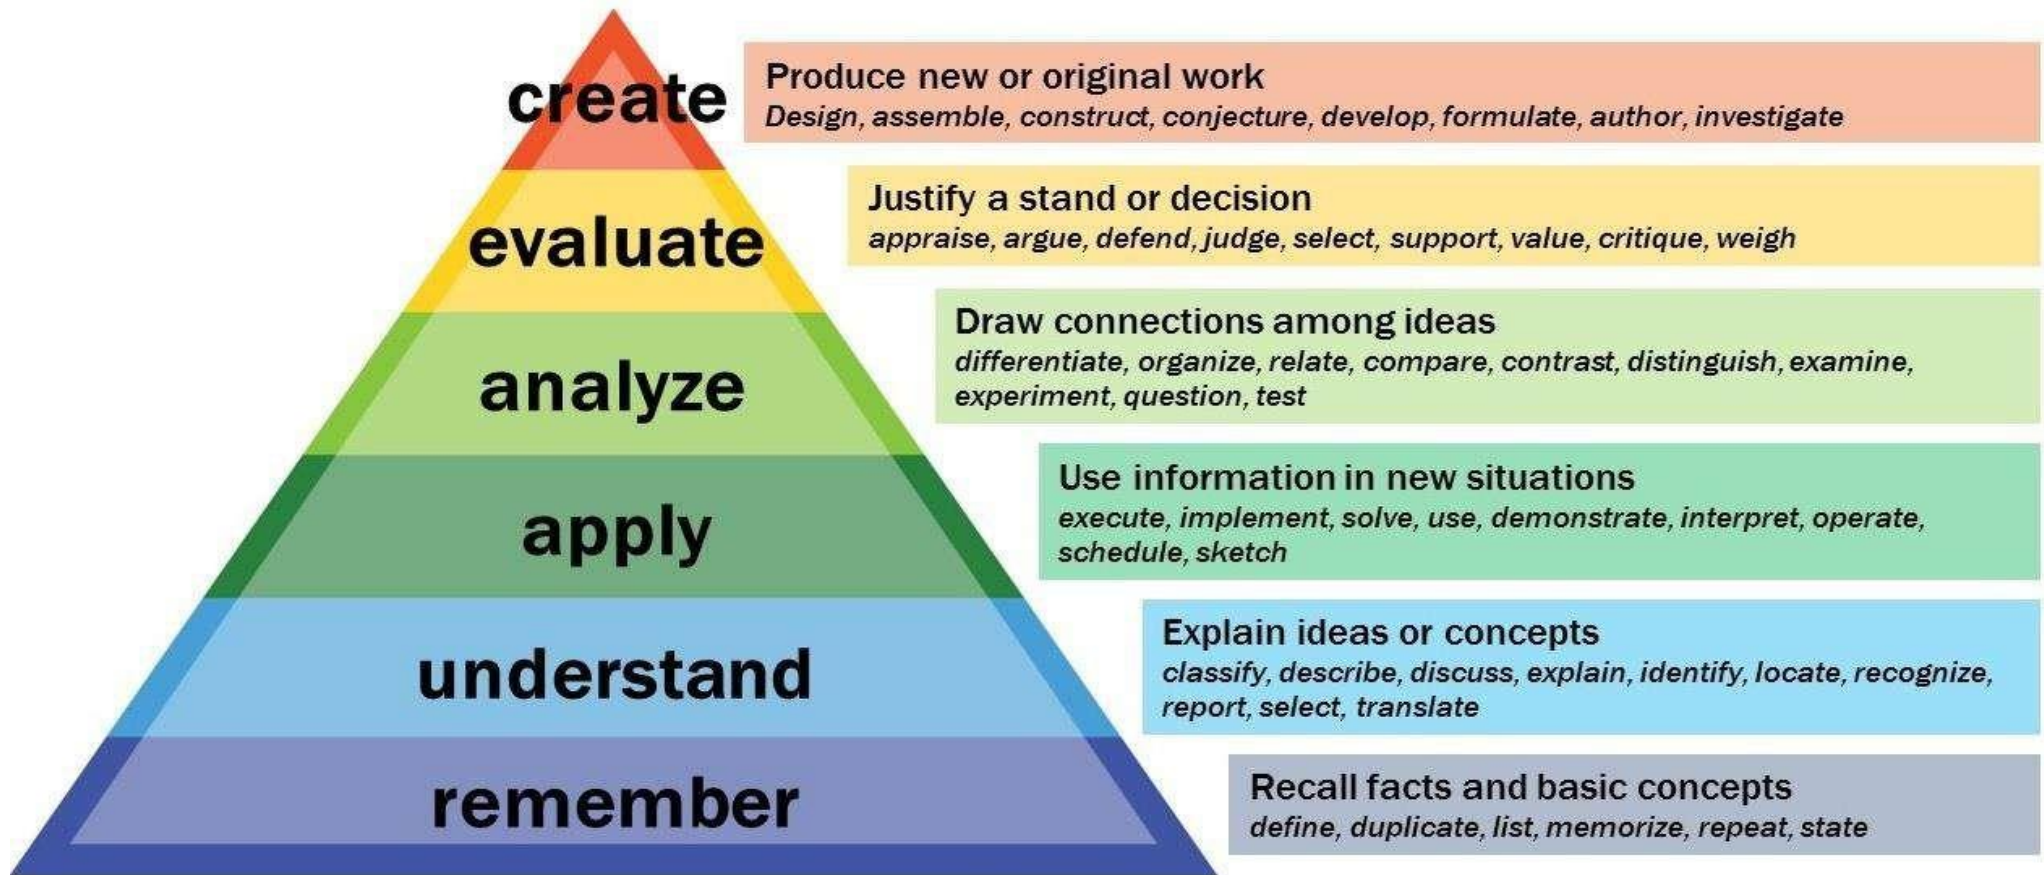 create
Produce new or original work
Design, assemble, construct, conjecture, develop, formulate, author, investigate
evaluate
Justify a stand or decision
appraise, argue, defend, judge, select, support, value, critique, weigh
analyze
Draw connections among ideas
differentiate, organize, relate, compare, contrast, distinguish, examine,
experiment, question, test
apply
Use information in new situations
execute, implement, solve, use, demonstrate, interpret, operate,
schedule, sketch
understand
Explain ideas or concepts
classify, describe, discuss, explain, identify, locate, recognize,
report, select, translate
remember
Recall facts and basic concepts
define, duplicate, list, memorize, repeat, state